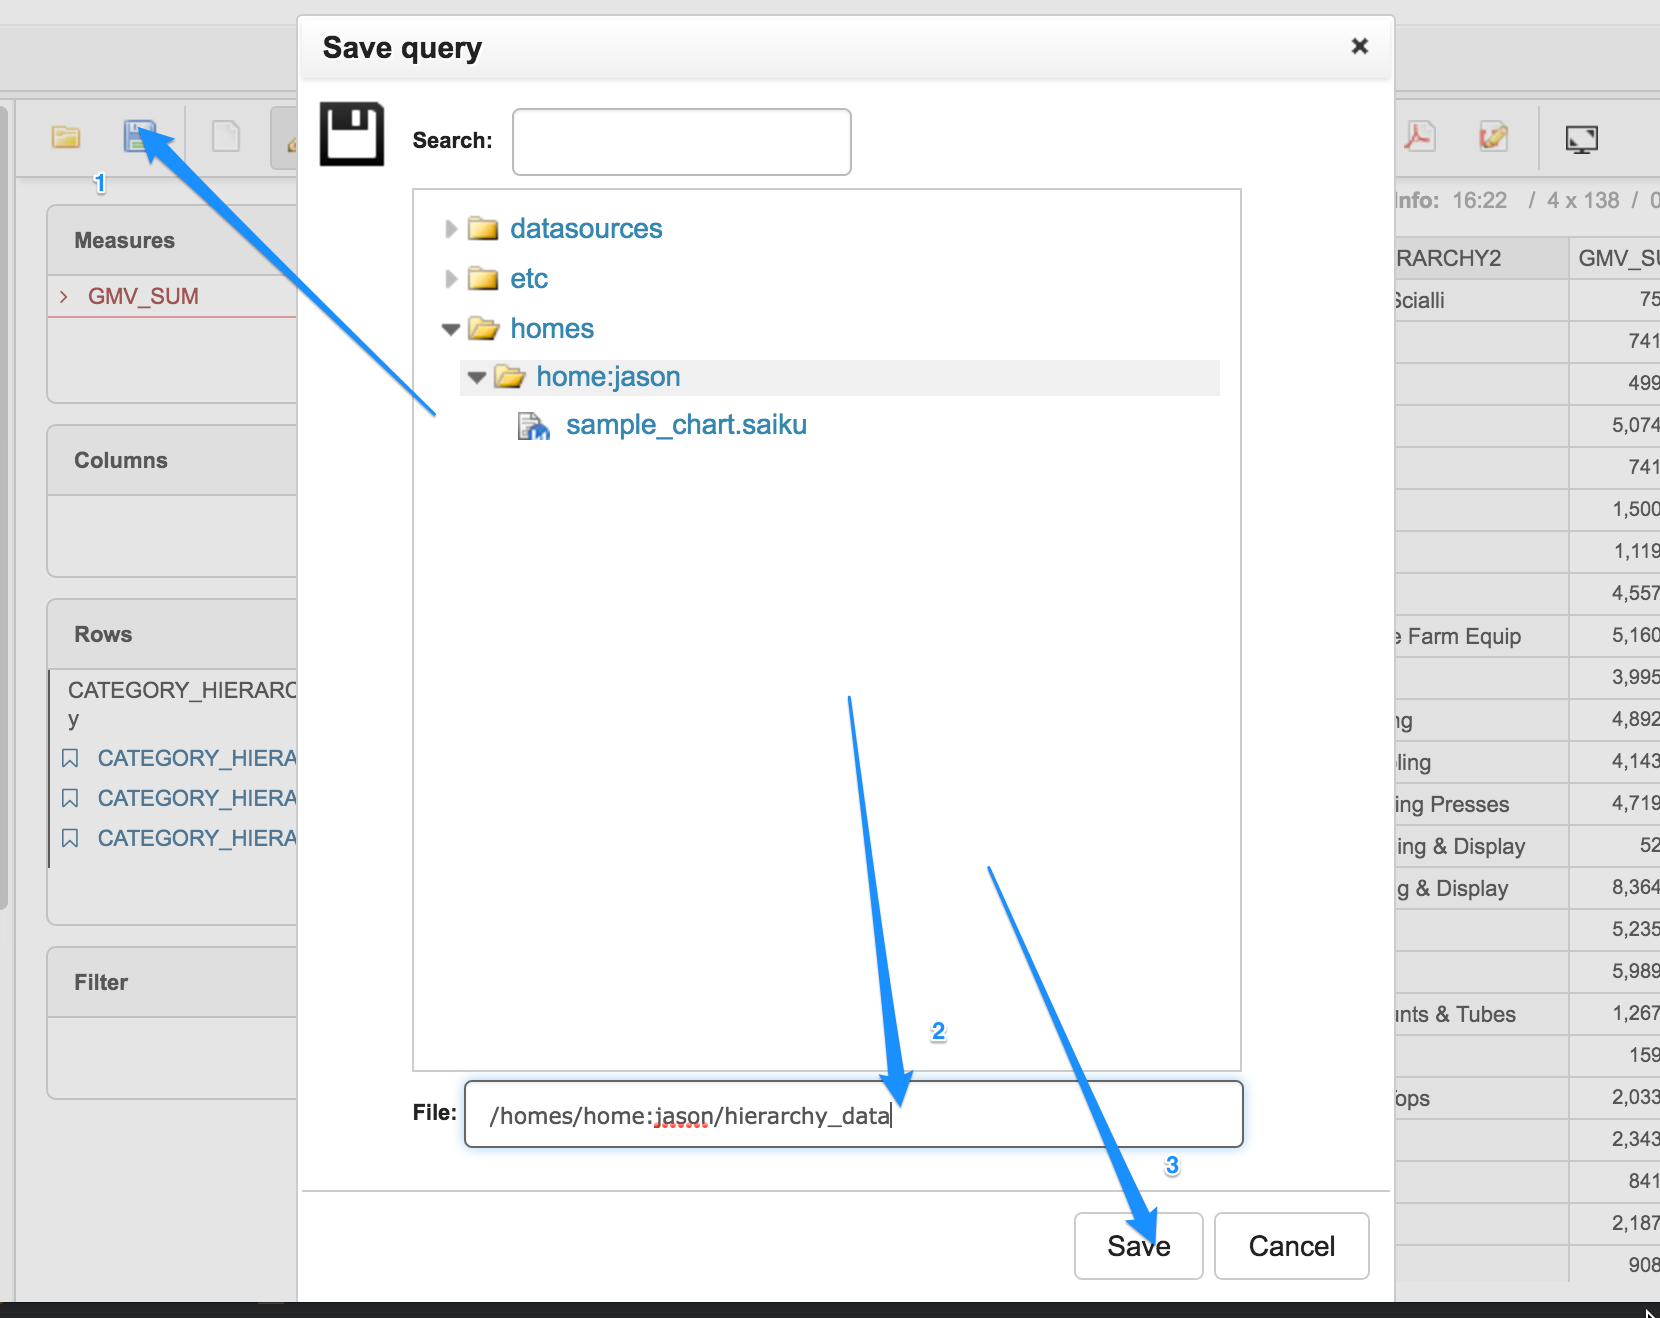 Save query
Search:
1
Info: 16:22 / 4 x 138 / 0
Measures
GMV_SUM
Columns
Rows
CATEGORY_HIERARC
y
CATEGORY_HIERA
CATEGORY_HIERA
CATEGORY_HIERA
Filter
datasources
etc
homes
home:jason
sample_chart.saiku
2
File: /homes/home:jason/hierarchy_data
3
Save Cancel
RARCHY2 GMV_SU
Scialli 75
741
499
5,074
741
1,500
1,119
4,557
e Farm Equip 5,160
3,995
ng 4,892
ling 4,143
ing Presses 4,719
ing & Display 52
g & Display 8,364
5,235
5,989
unts & Tubes 1,267
159
ops 2,033
2,343
841
2,187
908